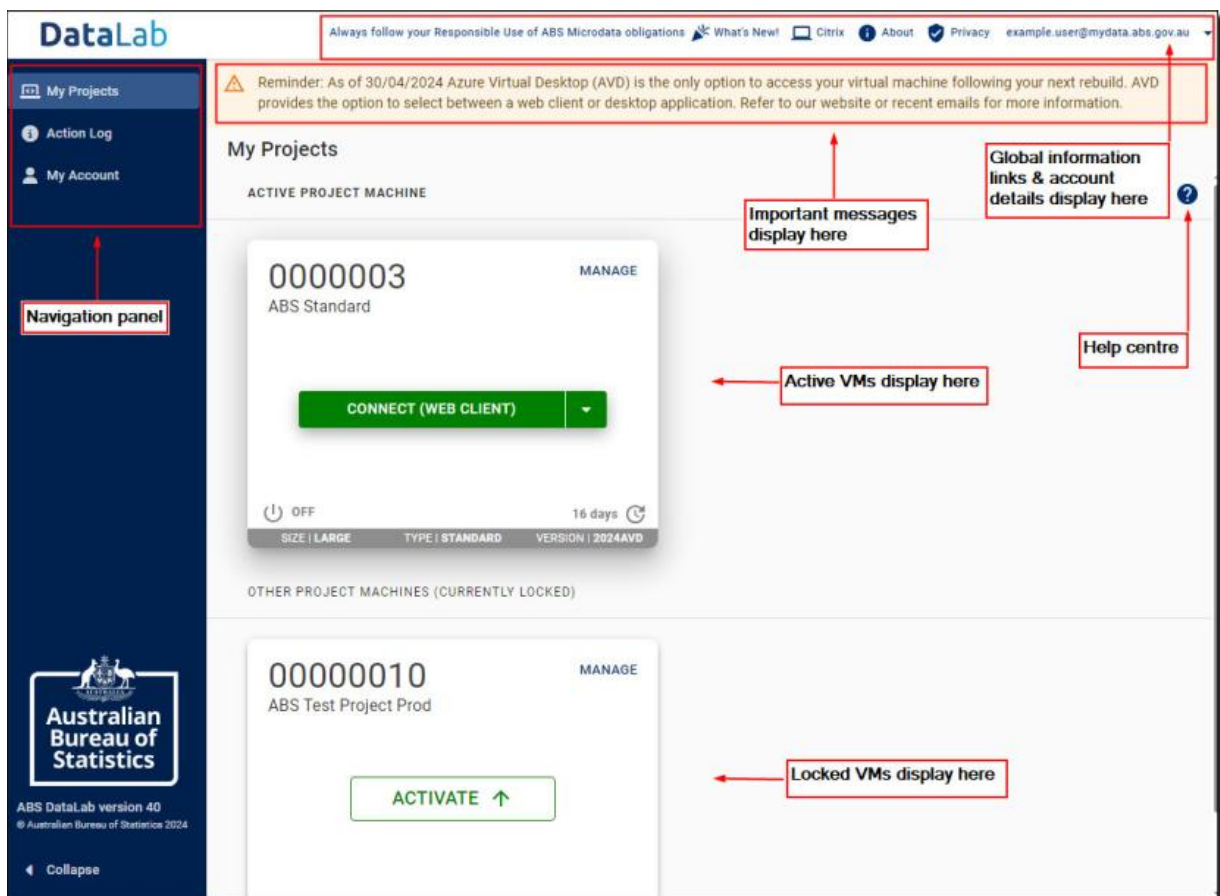 DataLab
Always follow your Responsible Use of ABS Microdata obligations What's New! Citrix About Privacy example.user@mydata.abs.gov.au
My Projects
Action Log
My Account
Reminder: As of 30/04/2024 Azure Virtual Desktop (AVD) is the only option to access your virtual machine following your next rebuild. AVD
provides the option to select between a web client or desktop application. Refer to our website or recent emails for more information.
My Projects
ACTIVE PROJECT MACHINE
Global information
links & account
details display here
Important messages
display here
Navigation panel
Help centre
0000003
MANAGE
ABS Standard
Active VMs display here
CONNECT (WEB CLIENT)
OFF
16 days
SIZE | LARGE TYPE | STANDARD VERSION | 2024AVD
OTHER PROJECT MACHINES (CURRENTLY LOCKED)
00000010
MANAGE
ABS Test Project Prod
Locked VMs display here
ACTIVATE
Australian
Bureau of
Statistics
ABS DataLab version 40
© Australian Bureau of Statistics 2024
Collapse